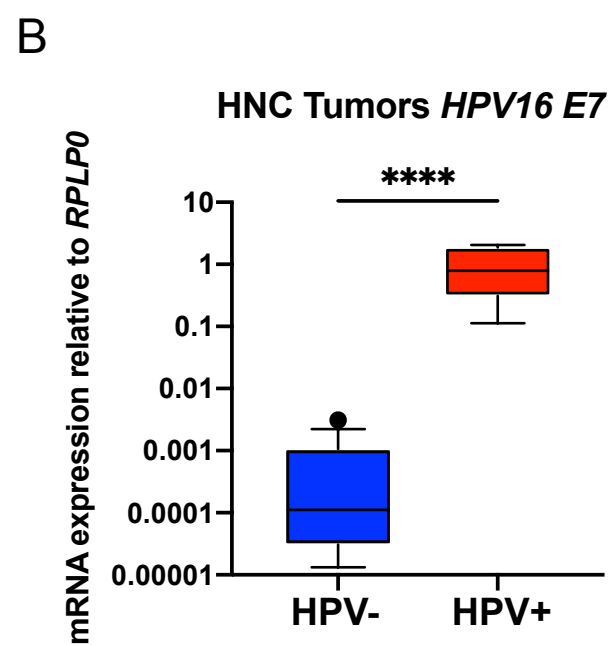 B
HNC Tumors HPV16 E7
mRNA expression relative to RPLP0
****
10
1
0.1
0.01
0.001
0.0001
0.00001
HPV-
HPV+